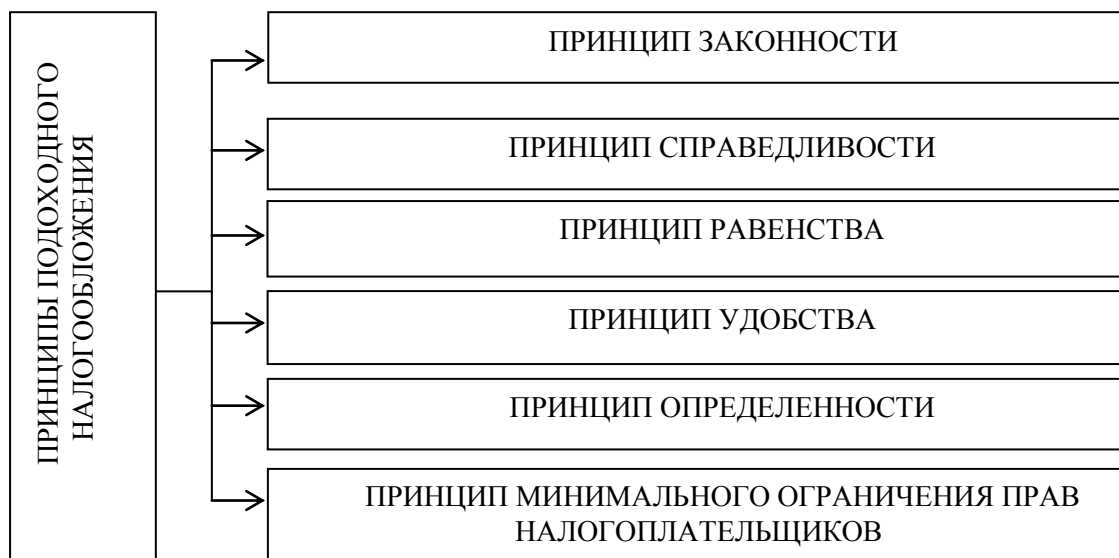 ПРИНЦИПЫ ПОДОХОДНОГО
НАЛОГООБЛОЖЕНИЯ
ПРИНЦИП ЗАКОННОСТИ
ПРИНЦИП СПРАВЕДЛИВОСТИ
ПРИНЦИП РАВЕНСТВА
ПРИНЦИП УДОБСТВА
ПРИНЦИП ОПРЕДЕЛЕННОСТИ
ПРИНЦИП МИНИМАЛЬНОГО ОГРАНИЧЕНИЯ ПРАВ
НАЛОГОПЛАТЕЛЬЩИКОВ